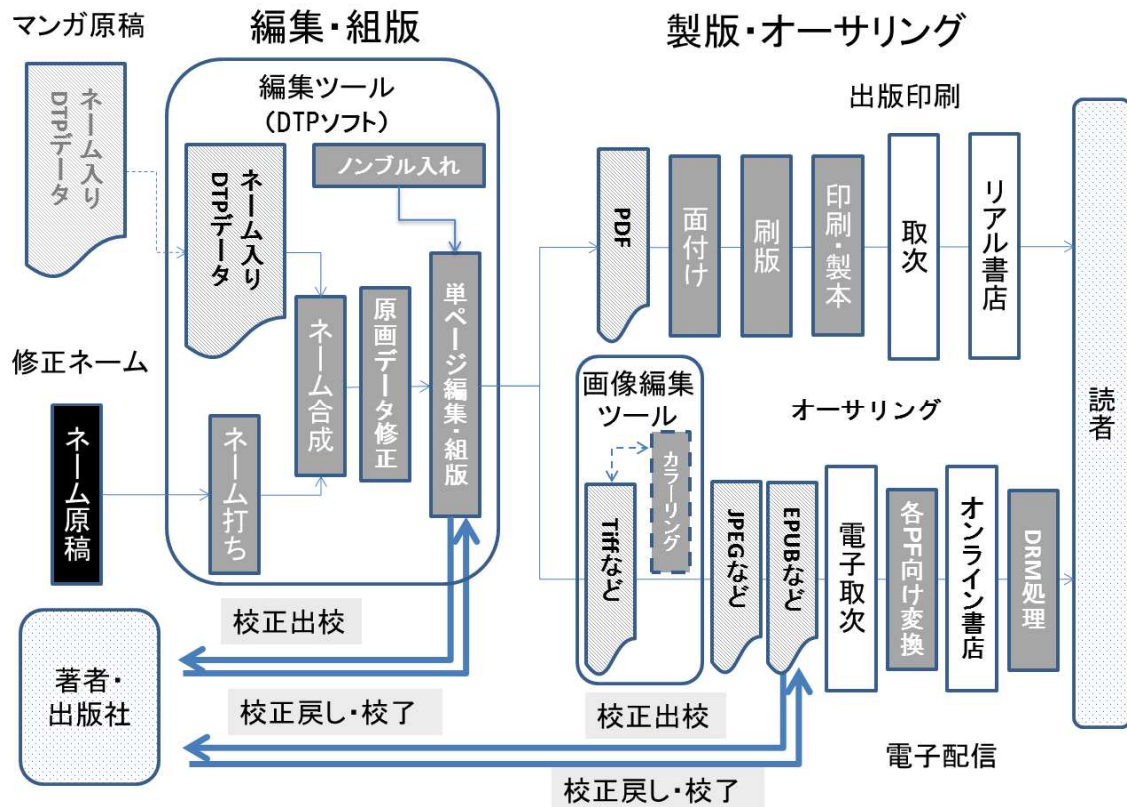 マンガ原稿
編集・組版
製版・オーサリング
ネーム入り
DTPデータ
編集ツール
(DTPソフト)
ネーム入り
DTPデータ
ノンブル入れ
ネーム合成
原画データ修正
単ページ編集・組版
修正ネーム
ネーム原稿
ネーム打ち
出版印刷
PDF
面付け
刷版
印刷・製本
取次
リアル書店
読者
画像編集
ツール
カラーリング
Tiffなど
オーサリング
JPEGなど
EPUBなど
電子取次
各PF向け変換
オンライン書店
DRM処理
著者・
出版社
校正出校
校正戻し・校了
校正出校
校正戻し・校了
電子配信